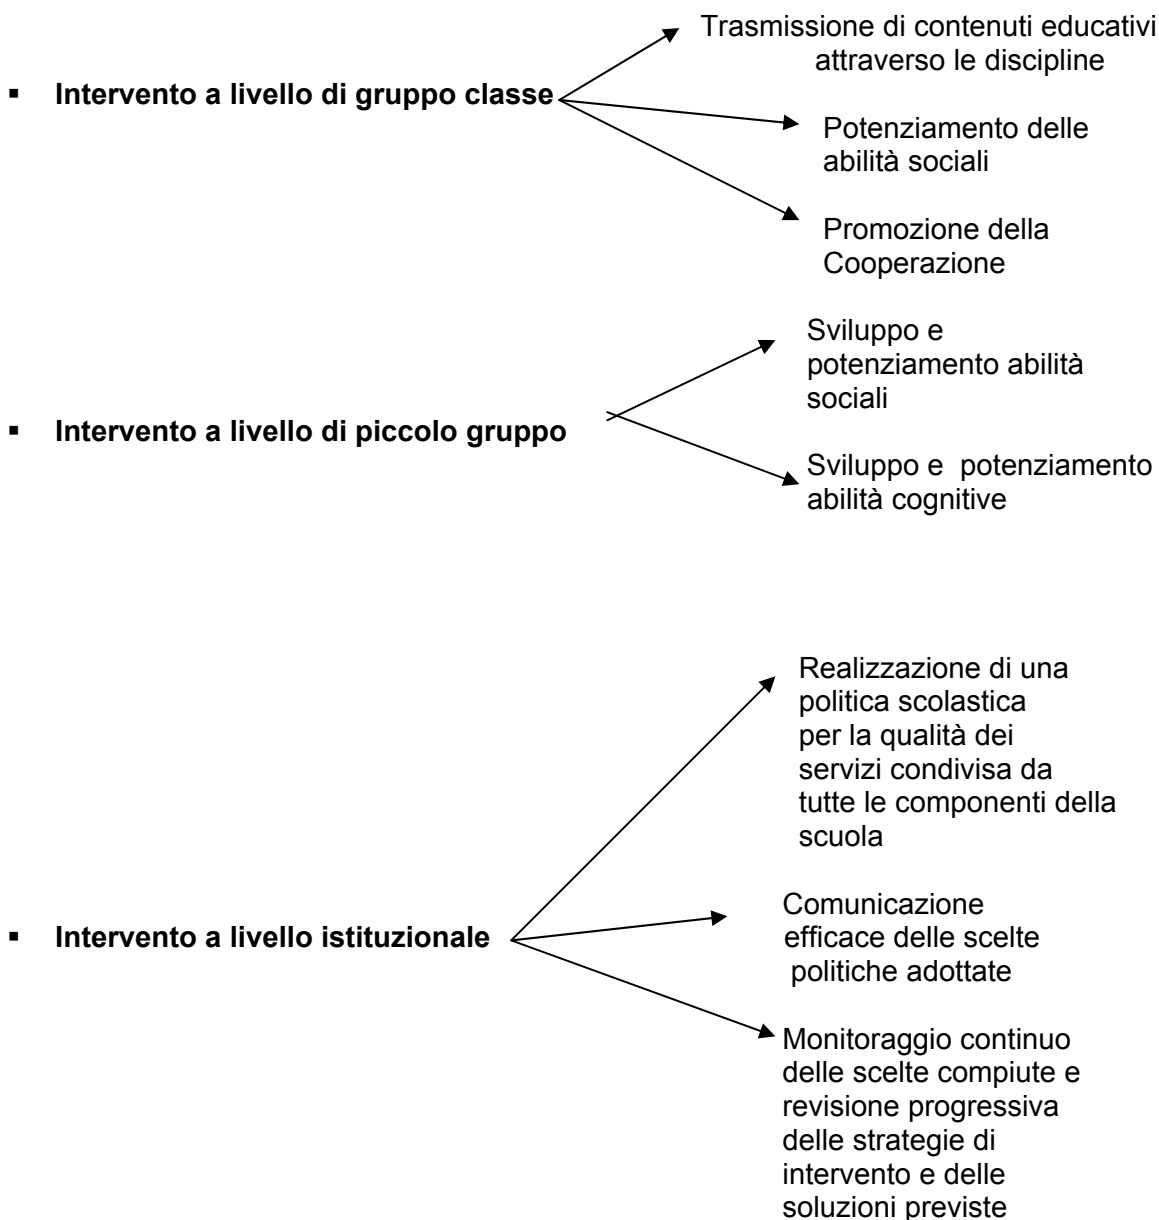 Trasmissione di contenuti educativi
attraverso le discipline
▪ Intervento a livello di gruppo classe
Potenziamento delle
abilità sociali
Promozione della
Cooperazione
Sviluppo e
potenziamento abilità
sociali
▪ Intervento a livello di piccolo gruppo
Sviluppo e potenziamento
abilità cognitive
Realizzazione di una
politica scolastica
per la qualità dei
servizi condivisa da
tutte le componenti della
scuola
Comunicazione
efficace delle scelte
politiche adottate
▪ Intervento a livello istituzionale
Monitoraggio continuo
delle scelte compiute e
revisione progressiva
delle strategie di
intervento e delle
soluzioni previste